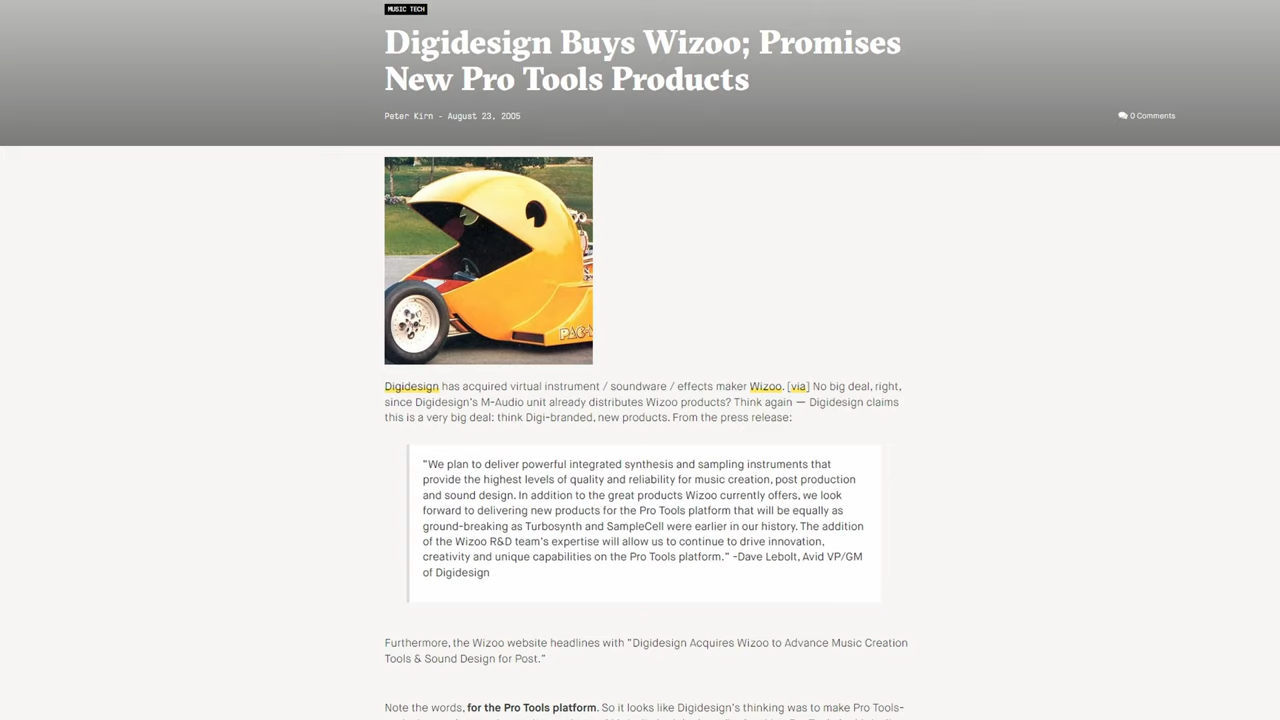 MUSIC TECH
Digidesign Buys Wizoo; Promises
New Pro Tools Products
Peter Kirn - August 23, 2005
0 Comments
PAC-
Digidesign has acquired virtual instrument / soundware / effects maker Wizoo. [via] No big deal, right,
since Digidesign's M-Audio unit already distributes Wizoo products? Think again — Digidesign claims
this is a very big deal: think Digi-branded, new products. From the press release:
"We plan to deliver powerful integrated synthesis and sampling instruments that
provide the highest levels of quality and reliability for music creation, post production
and sound design. In addition to the great products Wizoo currently offers, we look
forward to delivering new products for the Pro Tools platform that will be equally as
ground-breaking as Turbosynth and SampleCell were earlier in our history. The addition
of the Wizoo R&D team's expertise will allow us to continue to drive innovation,
creativity and unique capabilities on the Pro Tools platform." -Dave Lebolt, Avid VP/GM
of Digidesign
Furthermore, the Wizoo website headlines with "Digidesign Acquires Wizoo to Advance Music Creation
Tools & Sound Design for Post."
Note the words, for the Pro Tools platform. So it looks like Digidesign's thinking was to make Pro Tools-